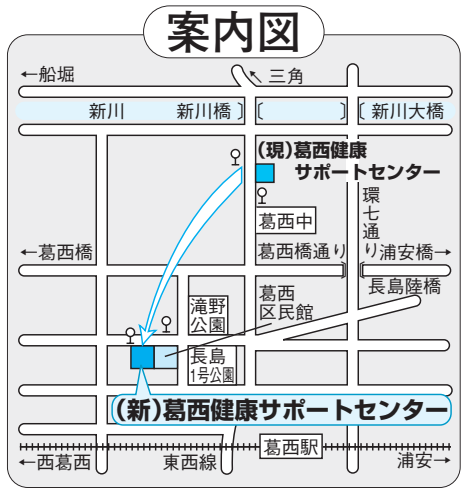 案内図
←船堀
三角
新川
新川橋
新川大橋
(現)葛西健康
サポートセンター
葛西中
環七通り
←葛西橋
葛西橋通り
浦安橋→
長島陸橋
葛西
区民館
滝野
公園
長島
1号公園
(新)葛西健康サポートセンター
葛西駅
←西葛西
東西線
浦安→